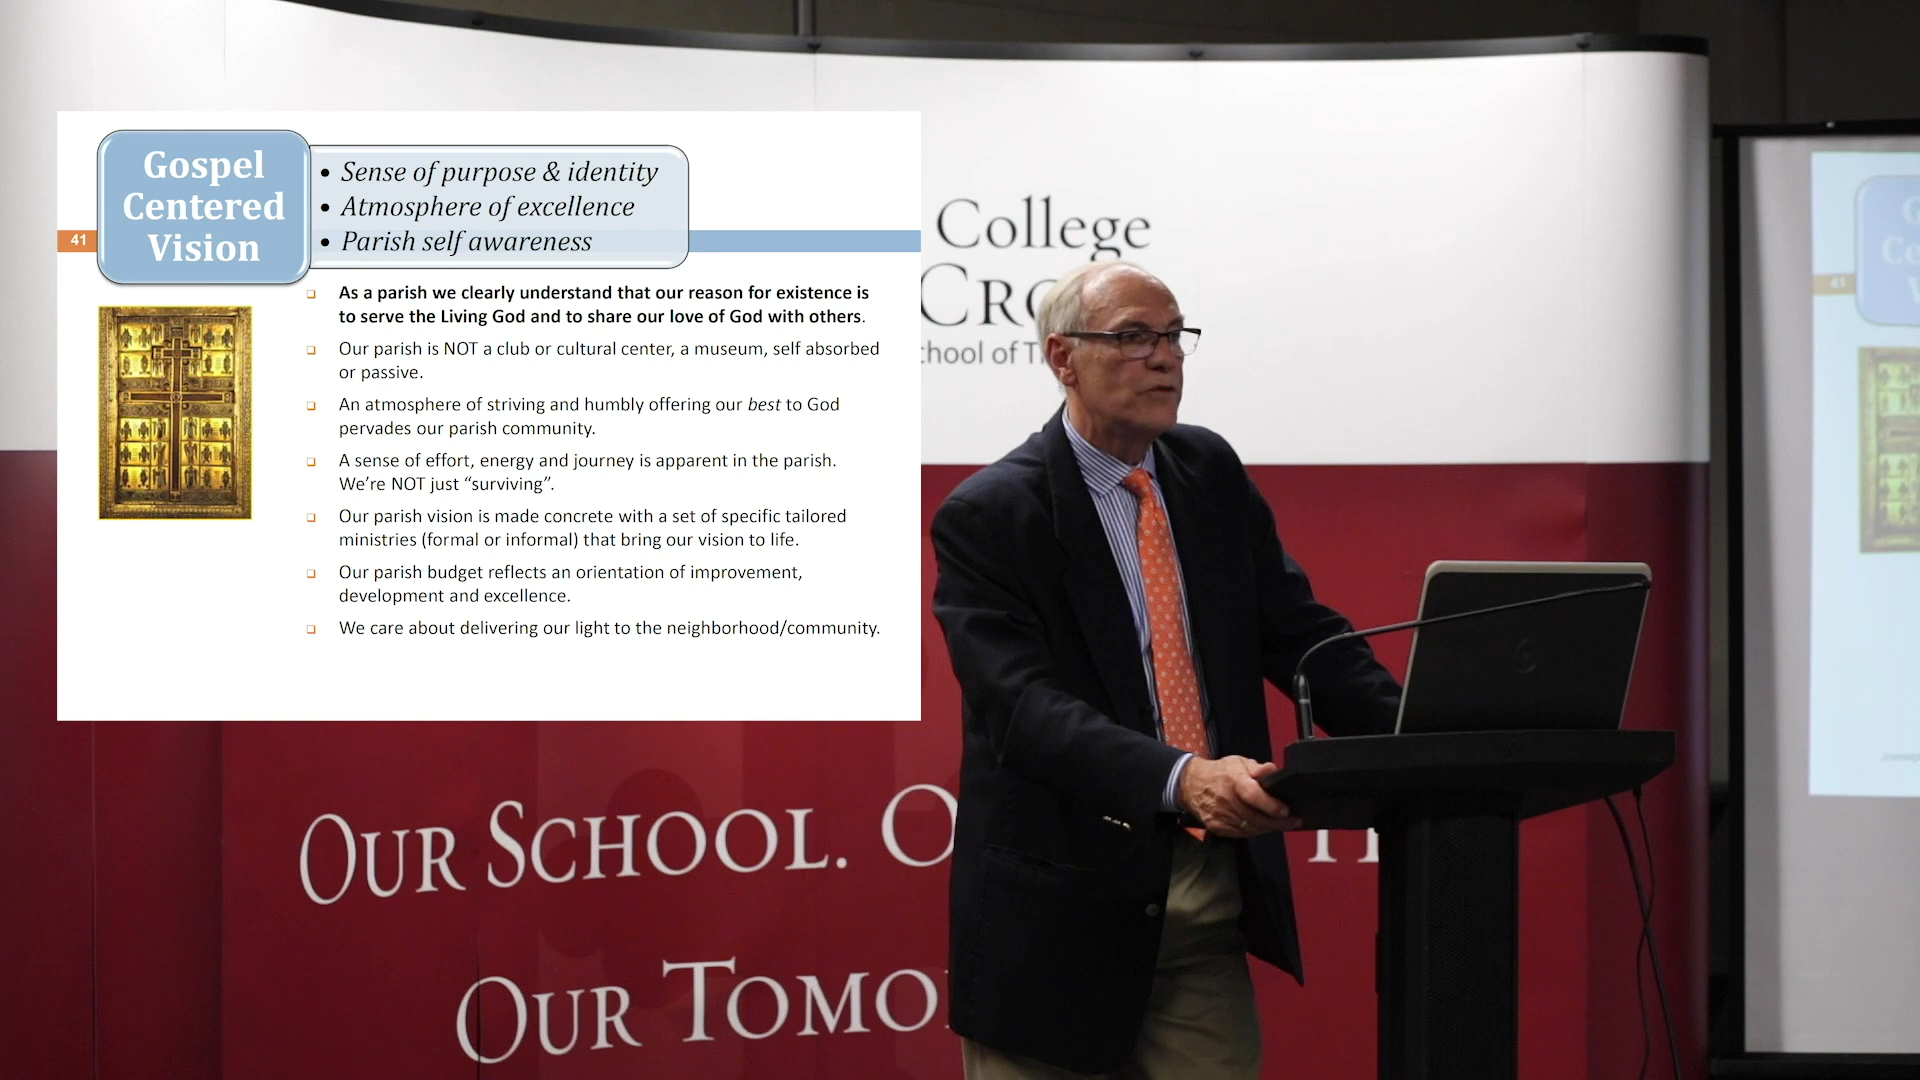 Gospel
Centered
Vision
• Sense of purpose & identity
• Atmosphere of excellence
• Parish self awareness
41
As a parish we clearly understand that our reason for existence is
to serve the Living God and to share our love of God with others.
Our parish is NOT a club or cultural center, a museum, self absorbed
or passive.
An atmosphere of striving and humbly offering our best to God
pervades our parish community.
A sense of effort, energy and journey is apparent in the parish.
We’re NOT just “surviving”.
Our parish vision is made concrete with a set of specific tailored
ministries (formal or informal) that bring our vision to life.
Our parish budget reflects an orientation of improvement,
development and excellence.
We care about delivering our light to the neighborhood/community.
College
School of
OUR SCHOOL.
OUR
41